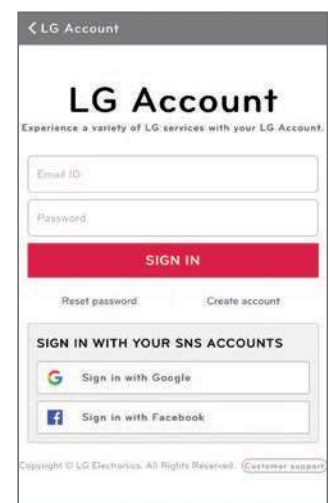 LG Account
LG Account
Experience a variety of LG services with your LG Account.
Email ID
Password
SIGN IN
Reset password
Create account
SIGN IN WITH YOUR SNS ACCOUNTS
Sign in with Google
Sign in with Facebook
Copyright © LG Electronics. All Rights Reserved. Customer support